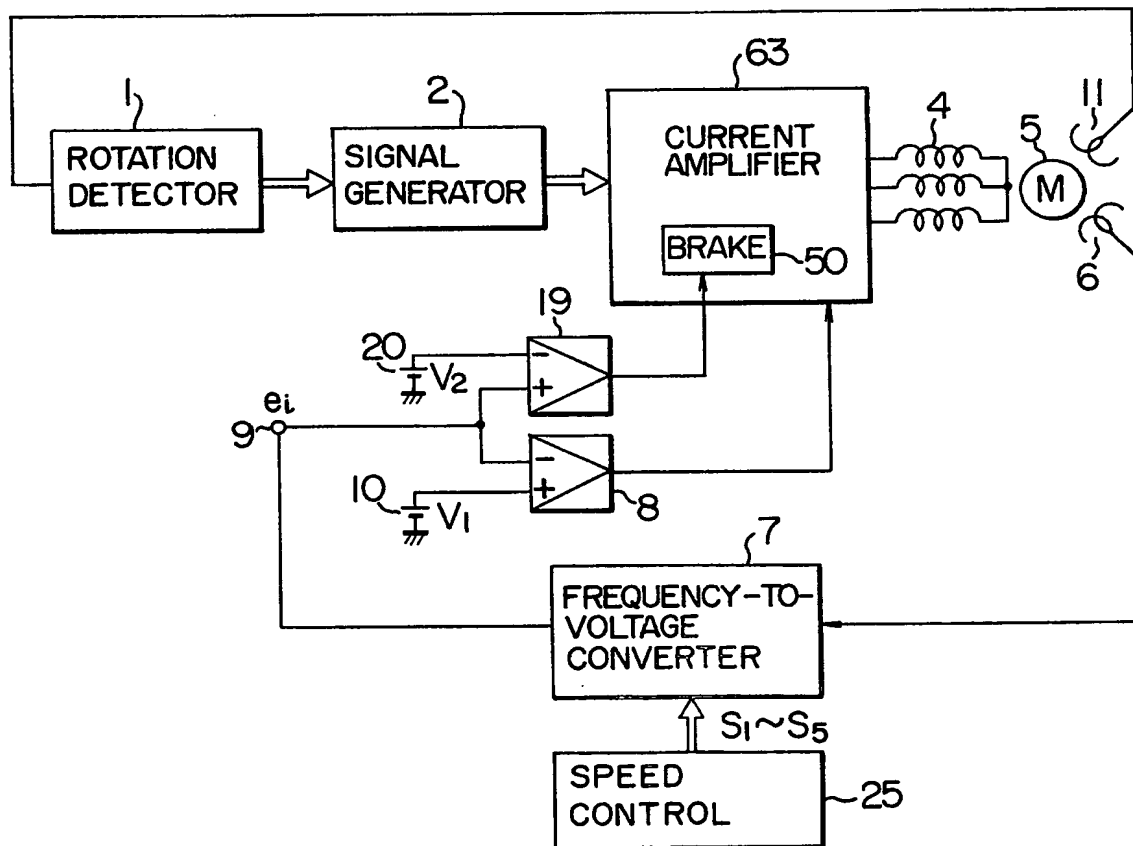 63
1
2
4
5
11
ROTATION
DETECTOR
SIGNAL
GENERATOR
CURRENT
AMPLIFIER
M
BRAKE
50
6
19
20
V2
-
+
ei
9
-
+
10
V1
8
7
FREQUENCY-TO-
VOLTAGE
CONVERTER
S1~S5
SPEED
CONTROL
25